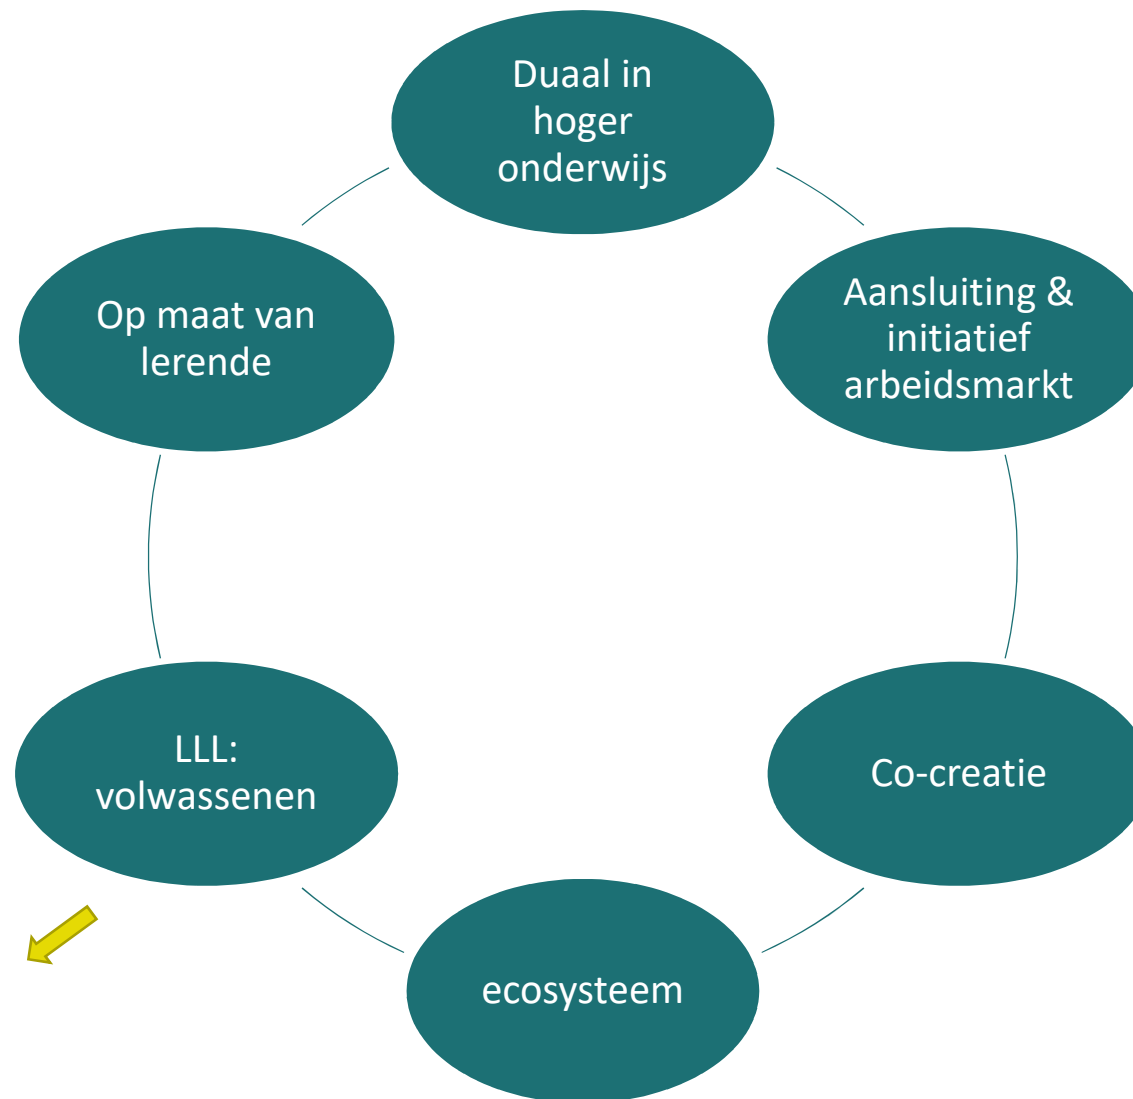 Duaal in
hoger
onderwijs
Aansluiting &
initiatief
arbeidsmarkt
Co-creatie
ecosysteem
LLL:
volwassenen
Op maat van
lerende